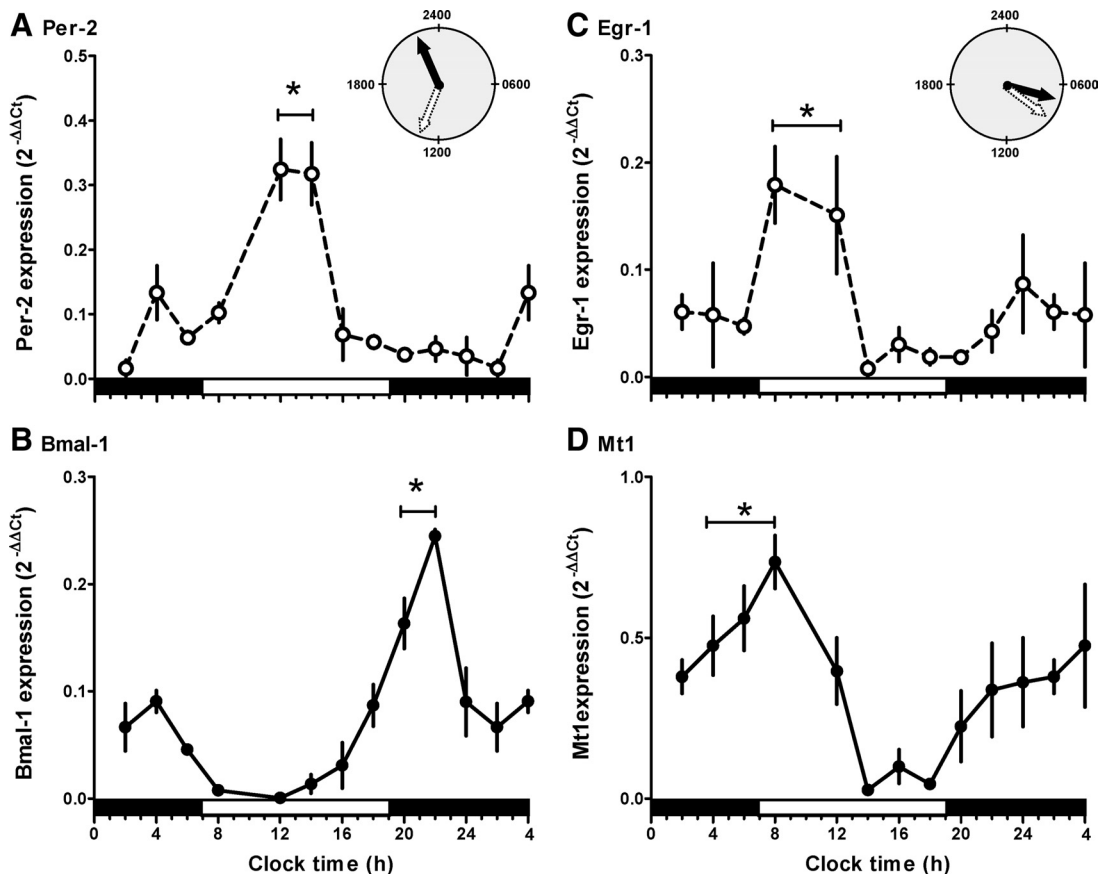 A Per-2
Per-2 expression (2^-ΔΔCt)
0.5
0.4
0.3
0.2
0.1
0.0
*
2400
1800
0600
1200
C Egr-1
Egr-1 expression (2^-ΔΔCt)
0.3
0.2
0.1
0.0
*
2400
1800
0600
1200
B Bmal-1
Bmal-1 expression (2^-ΔΔCt)
0.3
0.2
0.1
0.0
*
0 4 8 12 16 20 24 4
Clock time (h)
D Mt1
Mt1expression (2^-ΔΔCt)
1.0
0.5
0.0
*
0 4 8 12 16 20 24 4
Clock time (h)